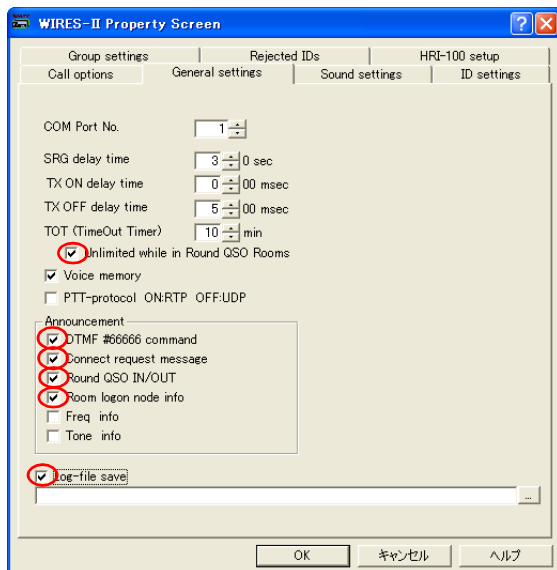 WIRES-II Property Screen
Group settings Rejected IDs HRI-100 setup
Call options General settings Sound settings ID settings
COM Port No. 1
SRG delay time 3 0 sec
TX ON delay time 0 00 msec
TX OFF delay time 5 00 msec
TOT (TimeOut Timer) 10 min
Unlimited while in Round QSO Rooms
Voice memory
PTT-protocol ON:RTP OFF:UDP
Announcement
DTMF #66666 command
Connect request message
Round QSO IN/OUT
Room logon node info
Freq info
Tone info
Log-file save
...
OK キャンセル ヘルプ